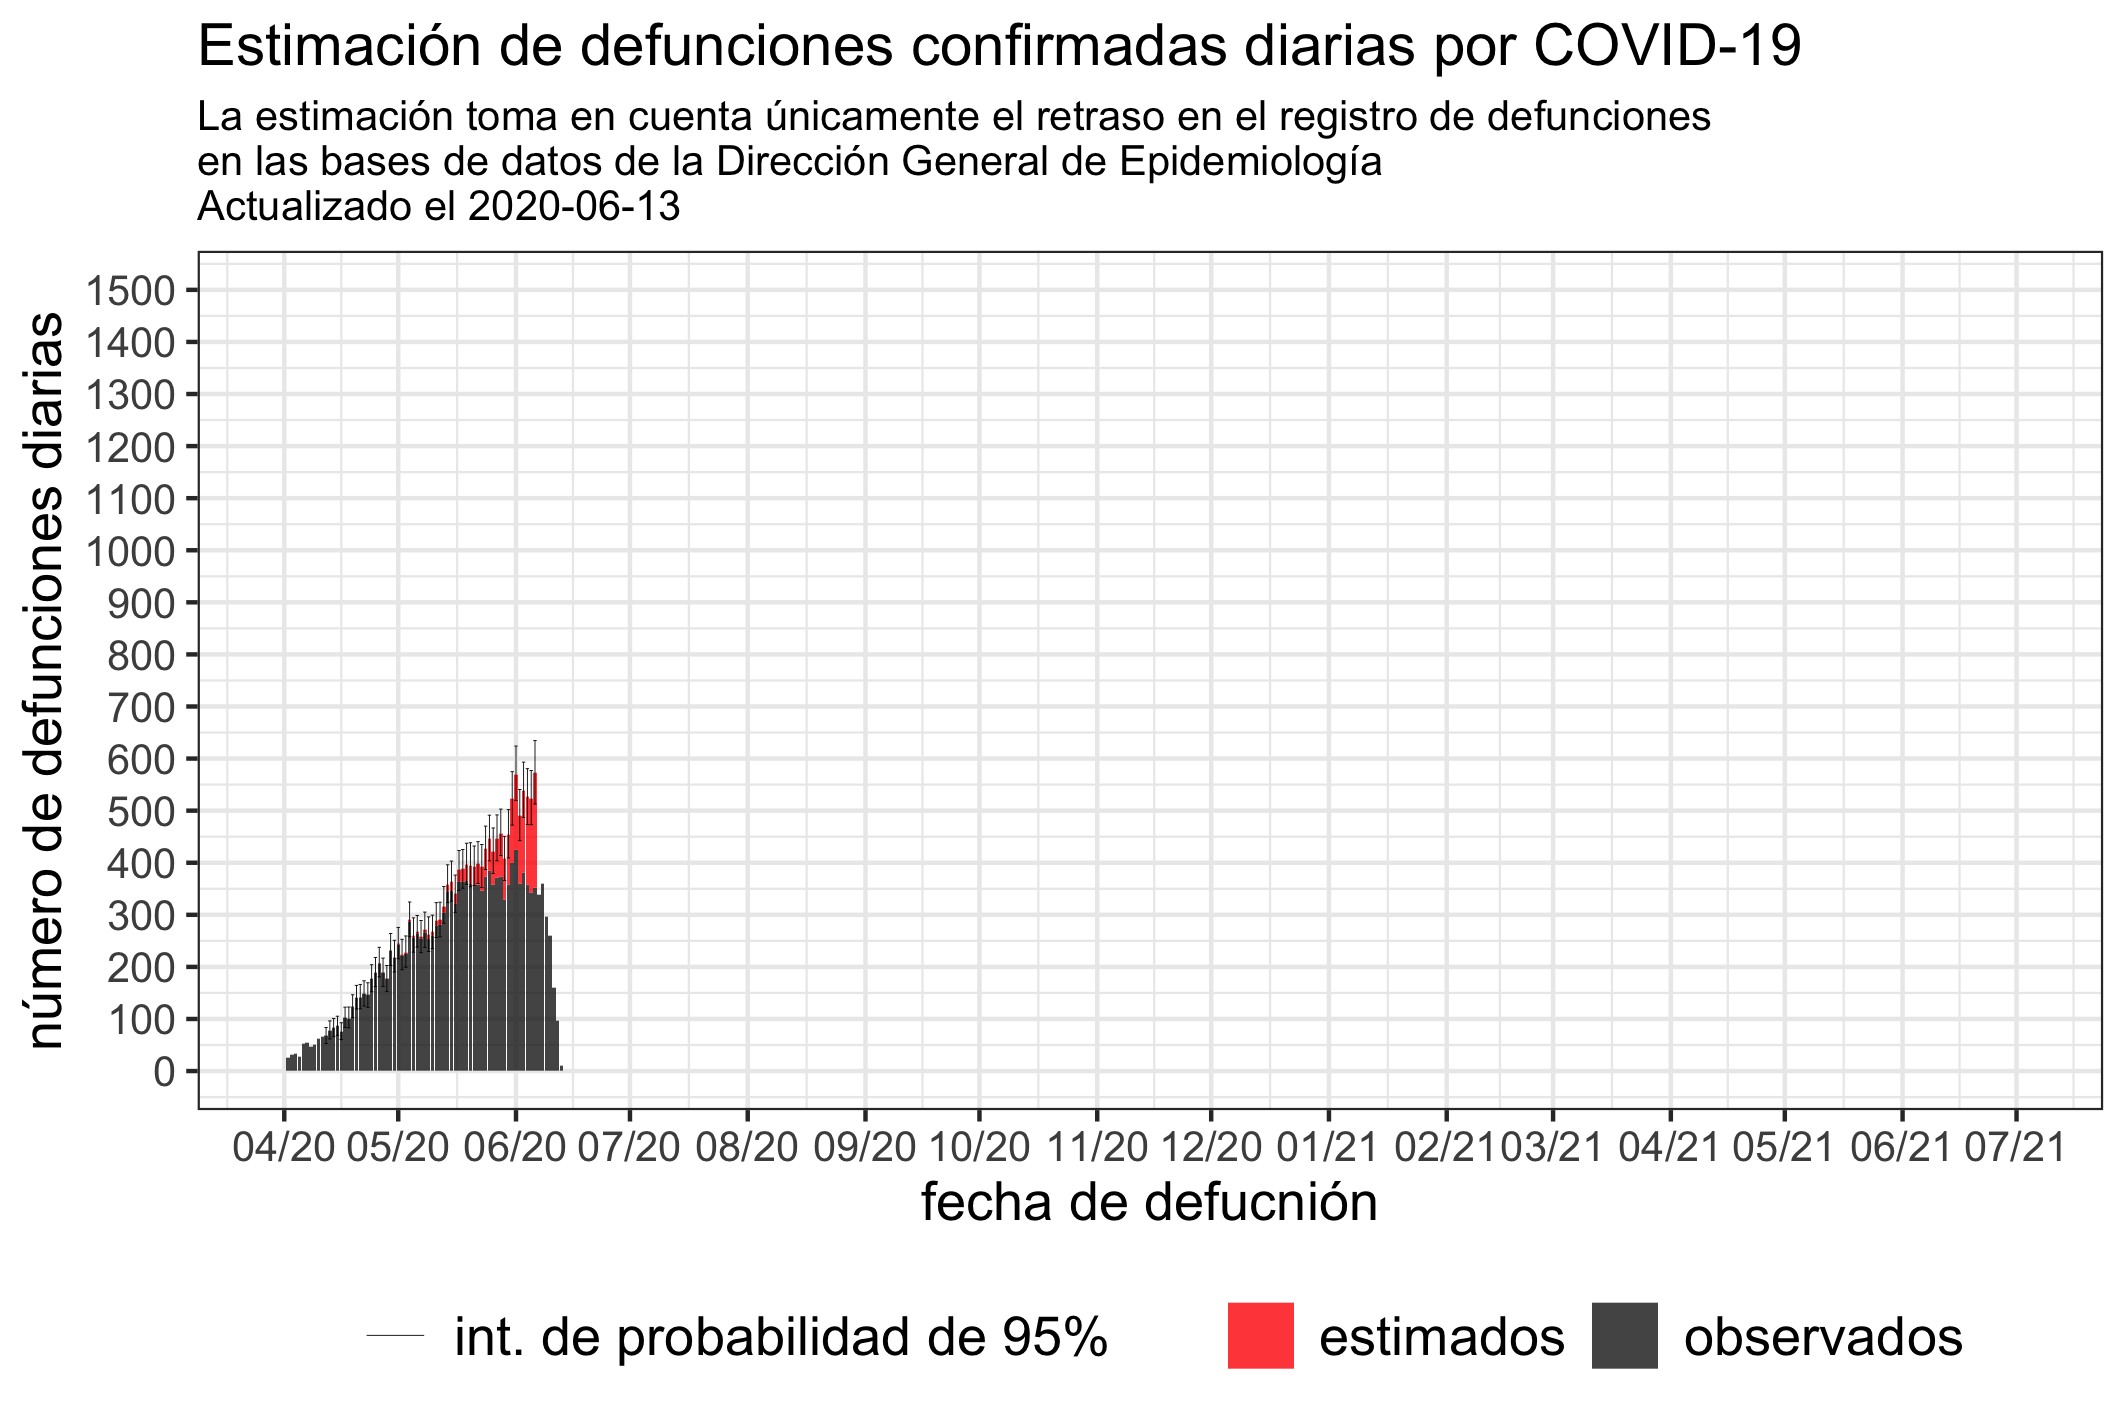 Estimación de defunciones confirmadas diarias por COVID-19
La estimación toma en cuenta únicamente el retraso en el registro de defunciones
en las bases de datos de la Dirección General de Epidemiología
Actualizado el 2020-06-13
número de defunciones diarias
1500
1400
1300
1200
1100
1000
900
800
700
600
500
400
300
200
100
0
04/20 05/20 06/20 07/20 08/20 09/20 10/20 11/20 12/20 01/21 02/21 03/21 04/21 05/21 06/21 07/21
fecha de defucnión
int. de probabilidad de 95% estimados observados